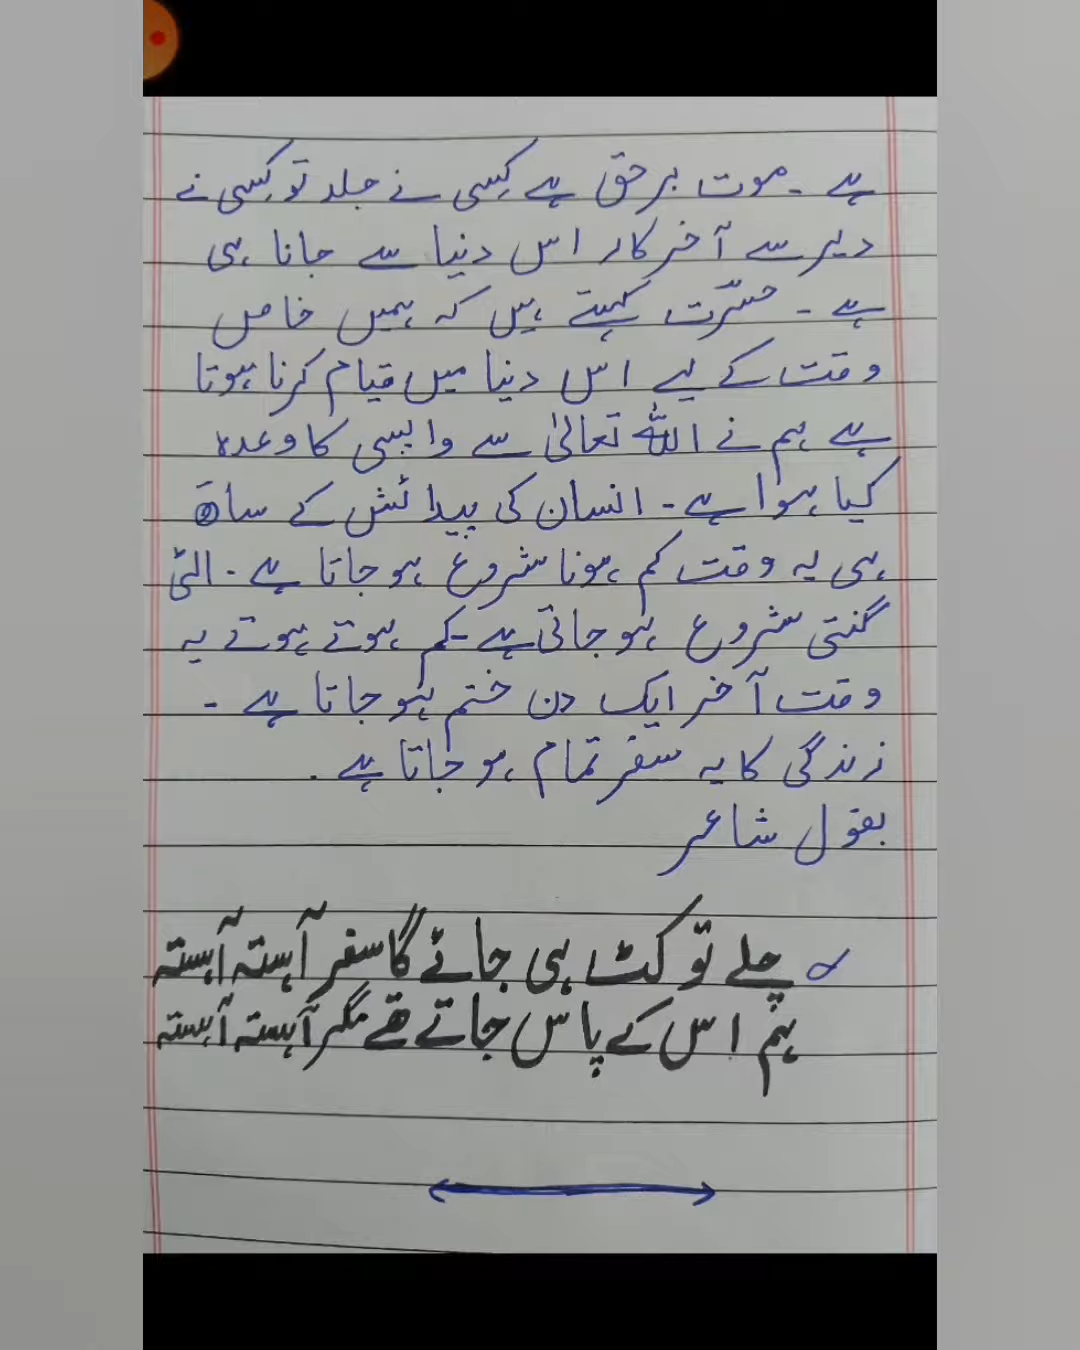 ہے ۔ موت برحق ہے کسی نے جلد تو کسی نے
دیر سے آخر کار اس دنیا سے جانا ہی
ہے ۔ حسرت کہتے ہیں کہ ہمیں خاص
وقت کے لیے اس دنیا میں قیام کرنا ہوتا
ہے ہم نے اللہ تعالیٰ سے واپسی کا وعدہ
کیا ہوا ہے ۔ انسان کی پیدائش کے ساتھ
ہی یہ وقت کم ہونا شروع ہو جاتا ہے ۔ الٹی
گنتی شروع ہو جاتی ہے ۔ کم ہوتے ہوتے یہ
وقت آخر ایک دن ختم ہو جاتا ہے ۔
زندگی کا یہ سفر تمام ہو جاتا ہے ۔
بقول شاعر
چلے تو کٹ ہی جائے گا سفر آہستہ آہستہ
ہم اس کے پاس جاتے تھے مگر آہستہ آہستہ